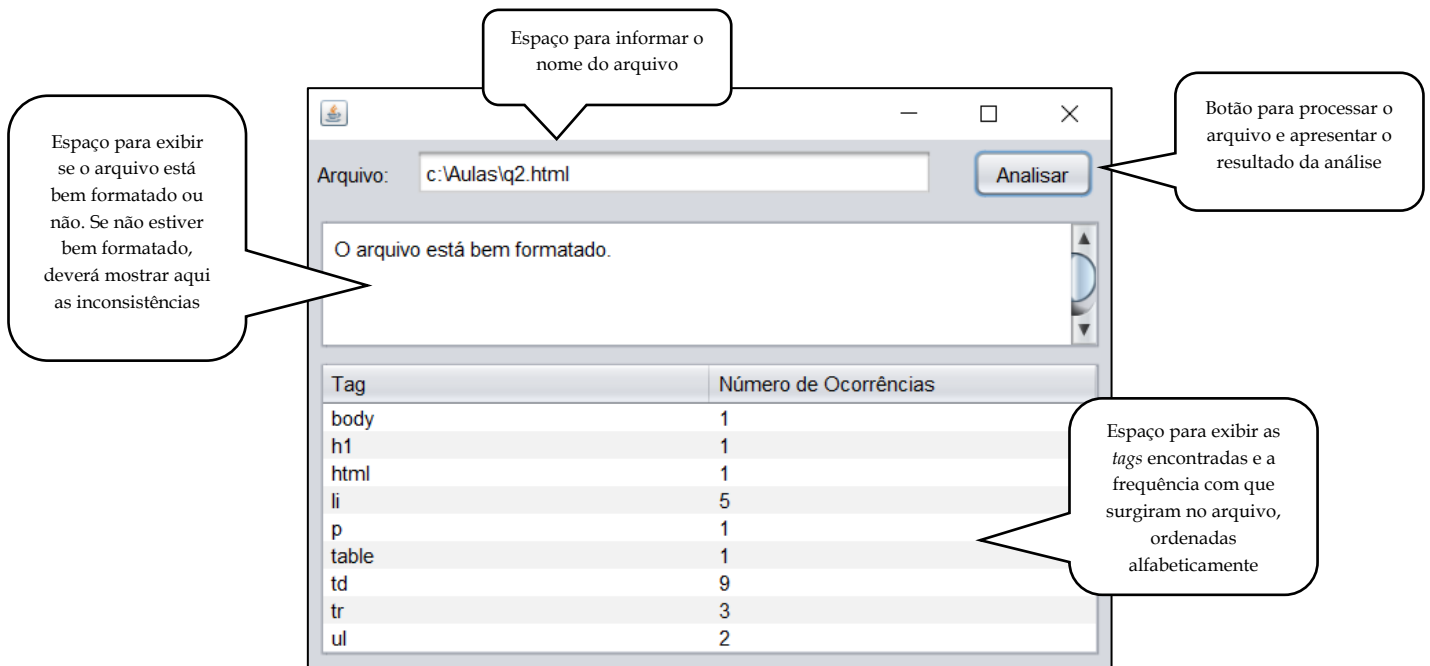 Espaço para informar o
nome do arquivo
Espaço para exibir
se o arquivo está
bem formatado ou
não. Se não estiver
bem formatado,
deverá mostrar aqui
as inconsistências
Botão para processar o
arquivo e apresentar o
resultado da análise
Arquivo: c:\Aulas\q2.html Analisar
O arquivo está bem formatado.
Tag Número de Ocorrências
body 1
h1 1
html 1
li 5
p 1
table 1
td 9
tr 3
ul 2
Espaço para exibir as
tags encontradas e a
frequência com que
surgiram no arquivo,
ordenadas
alfabeticamente